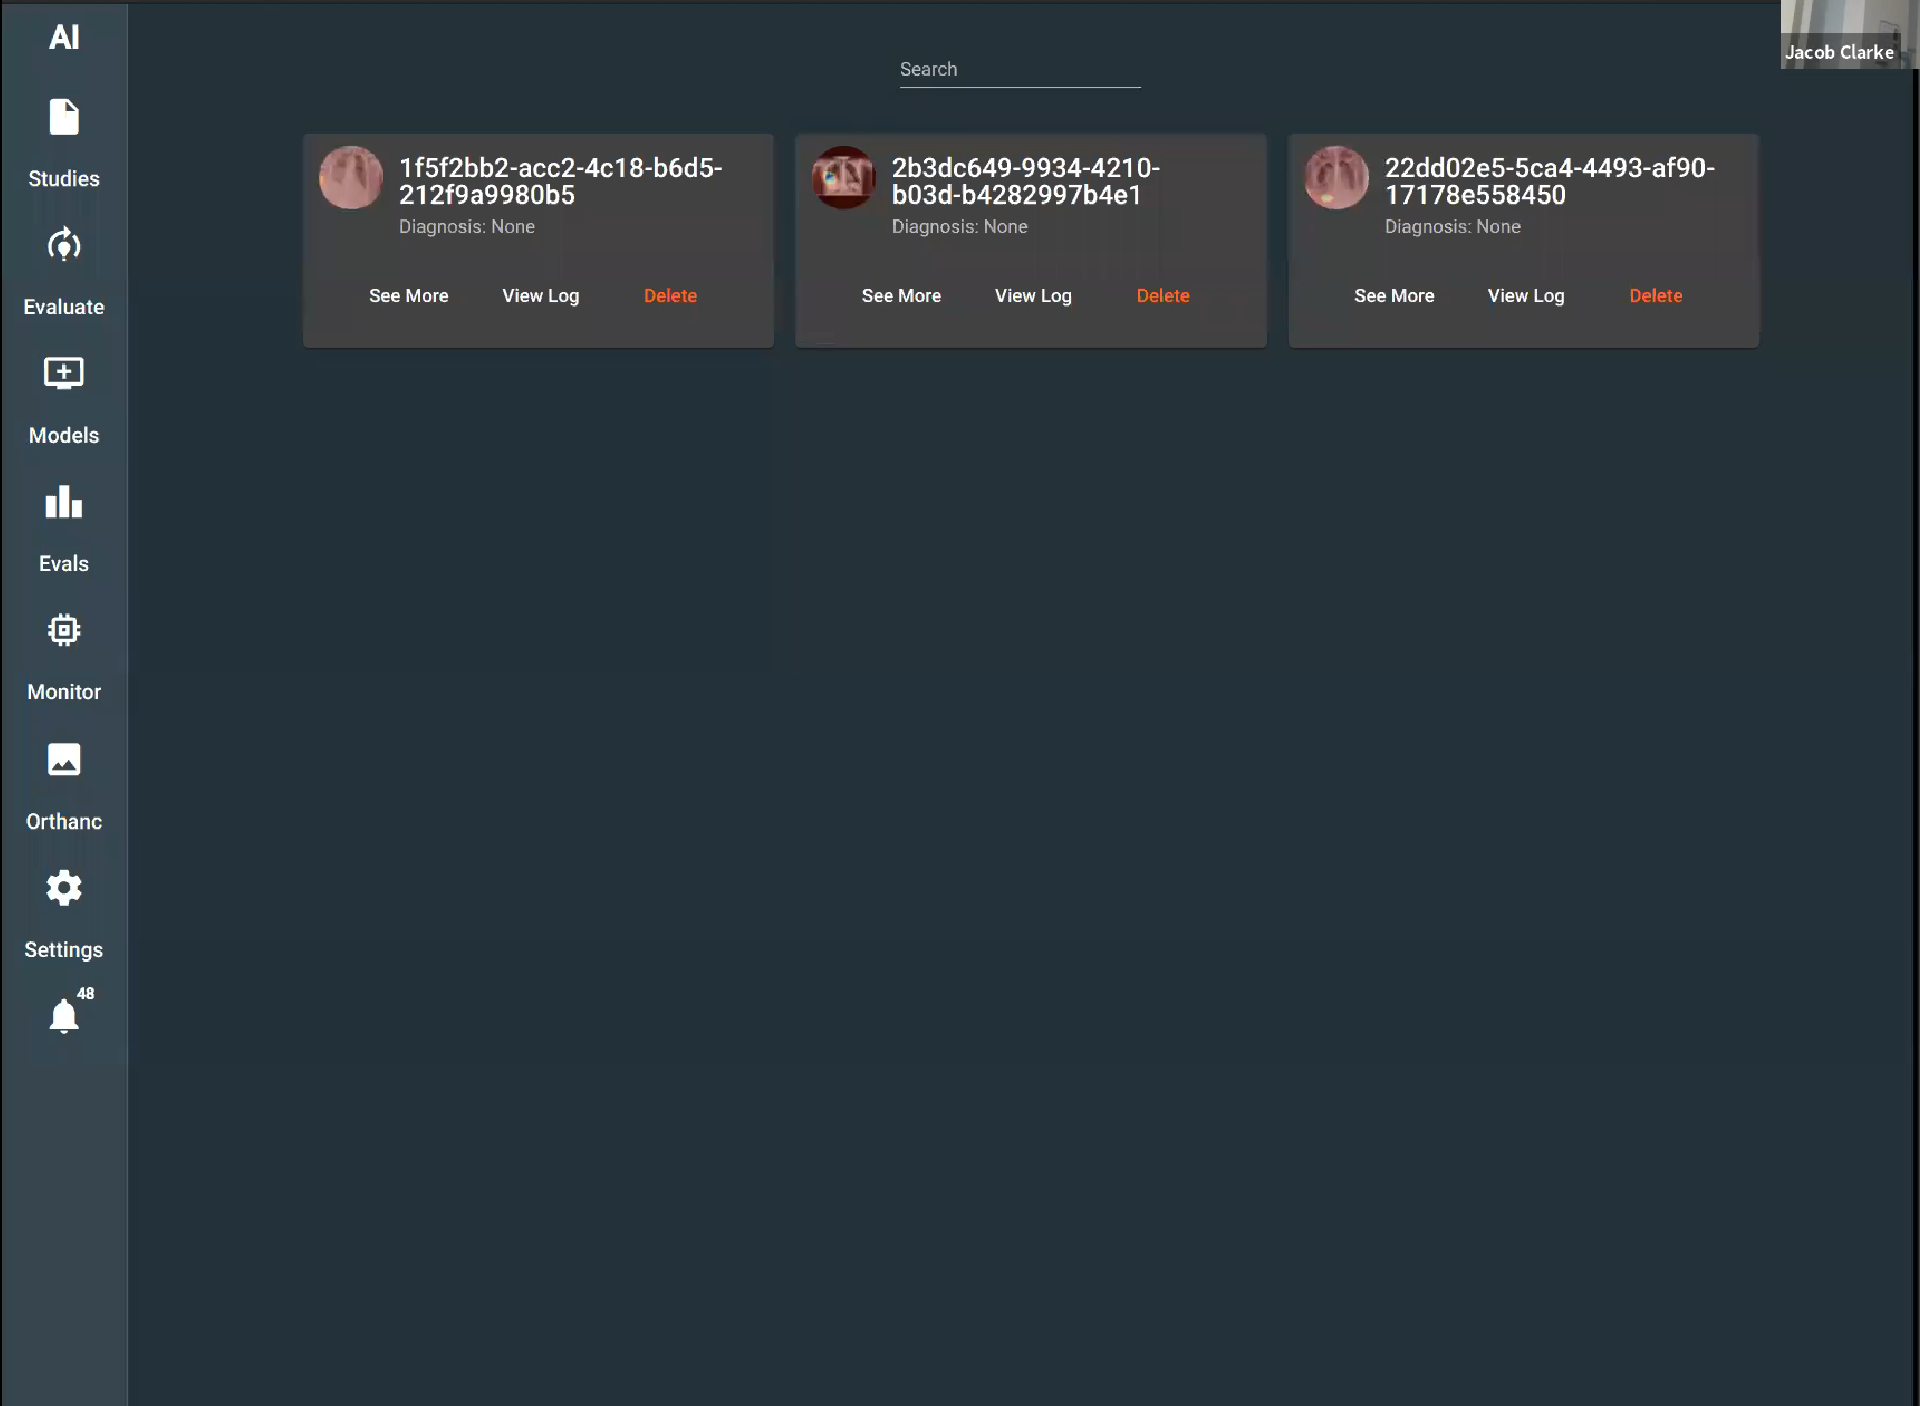 AI
Studies
Evaluate
Models
Evals
Monitor
Orthanc
Settings
48
Search
Jacob Clarke
1f5f2bb2-acc2-4c18-b6d5-
212f9a9980b5
Diagnosis: None
See More View Log Delete
2b3dc649-9934-4210-
b03d-b4282997b4e1
Diagnosis: None
See More View Log Delete
22dd02e5-5ca4-4493-af90-
17178e558450
Diagnosis: None
See More View Log Delete